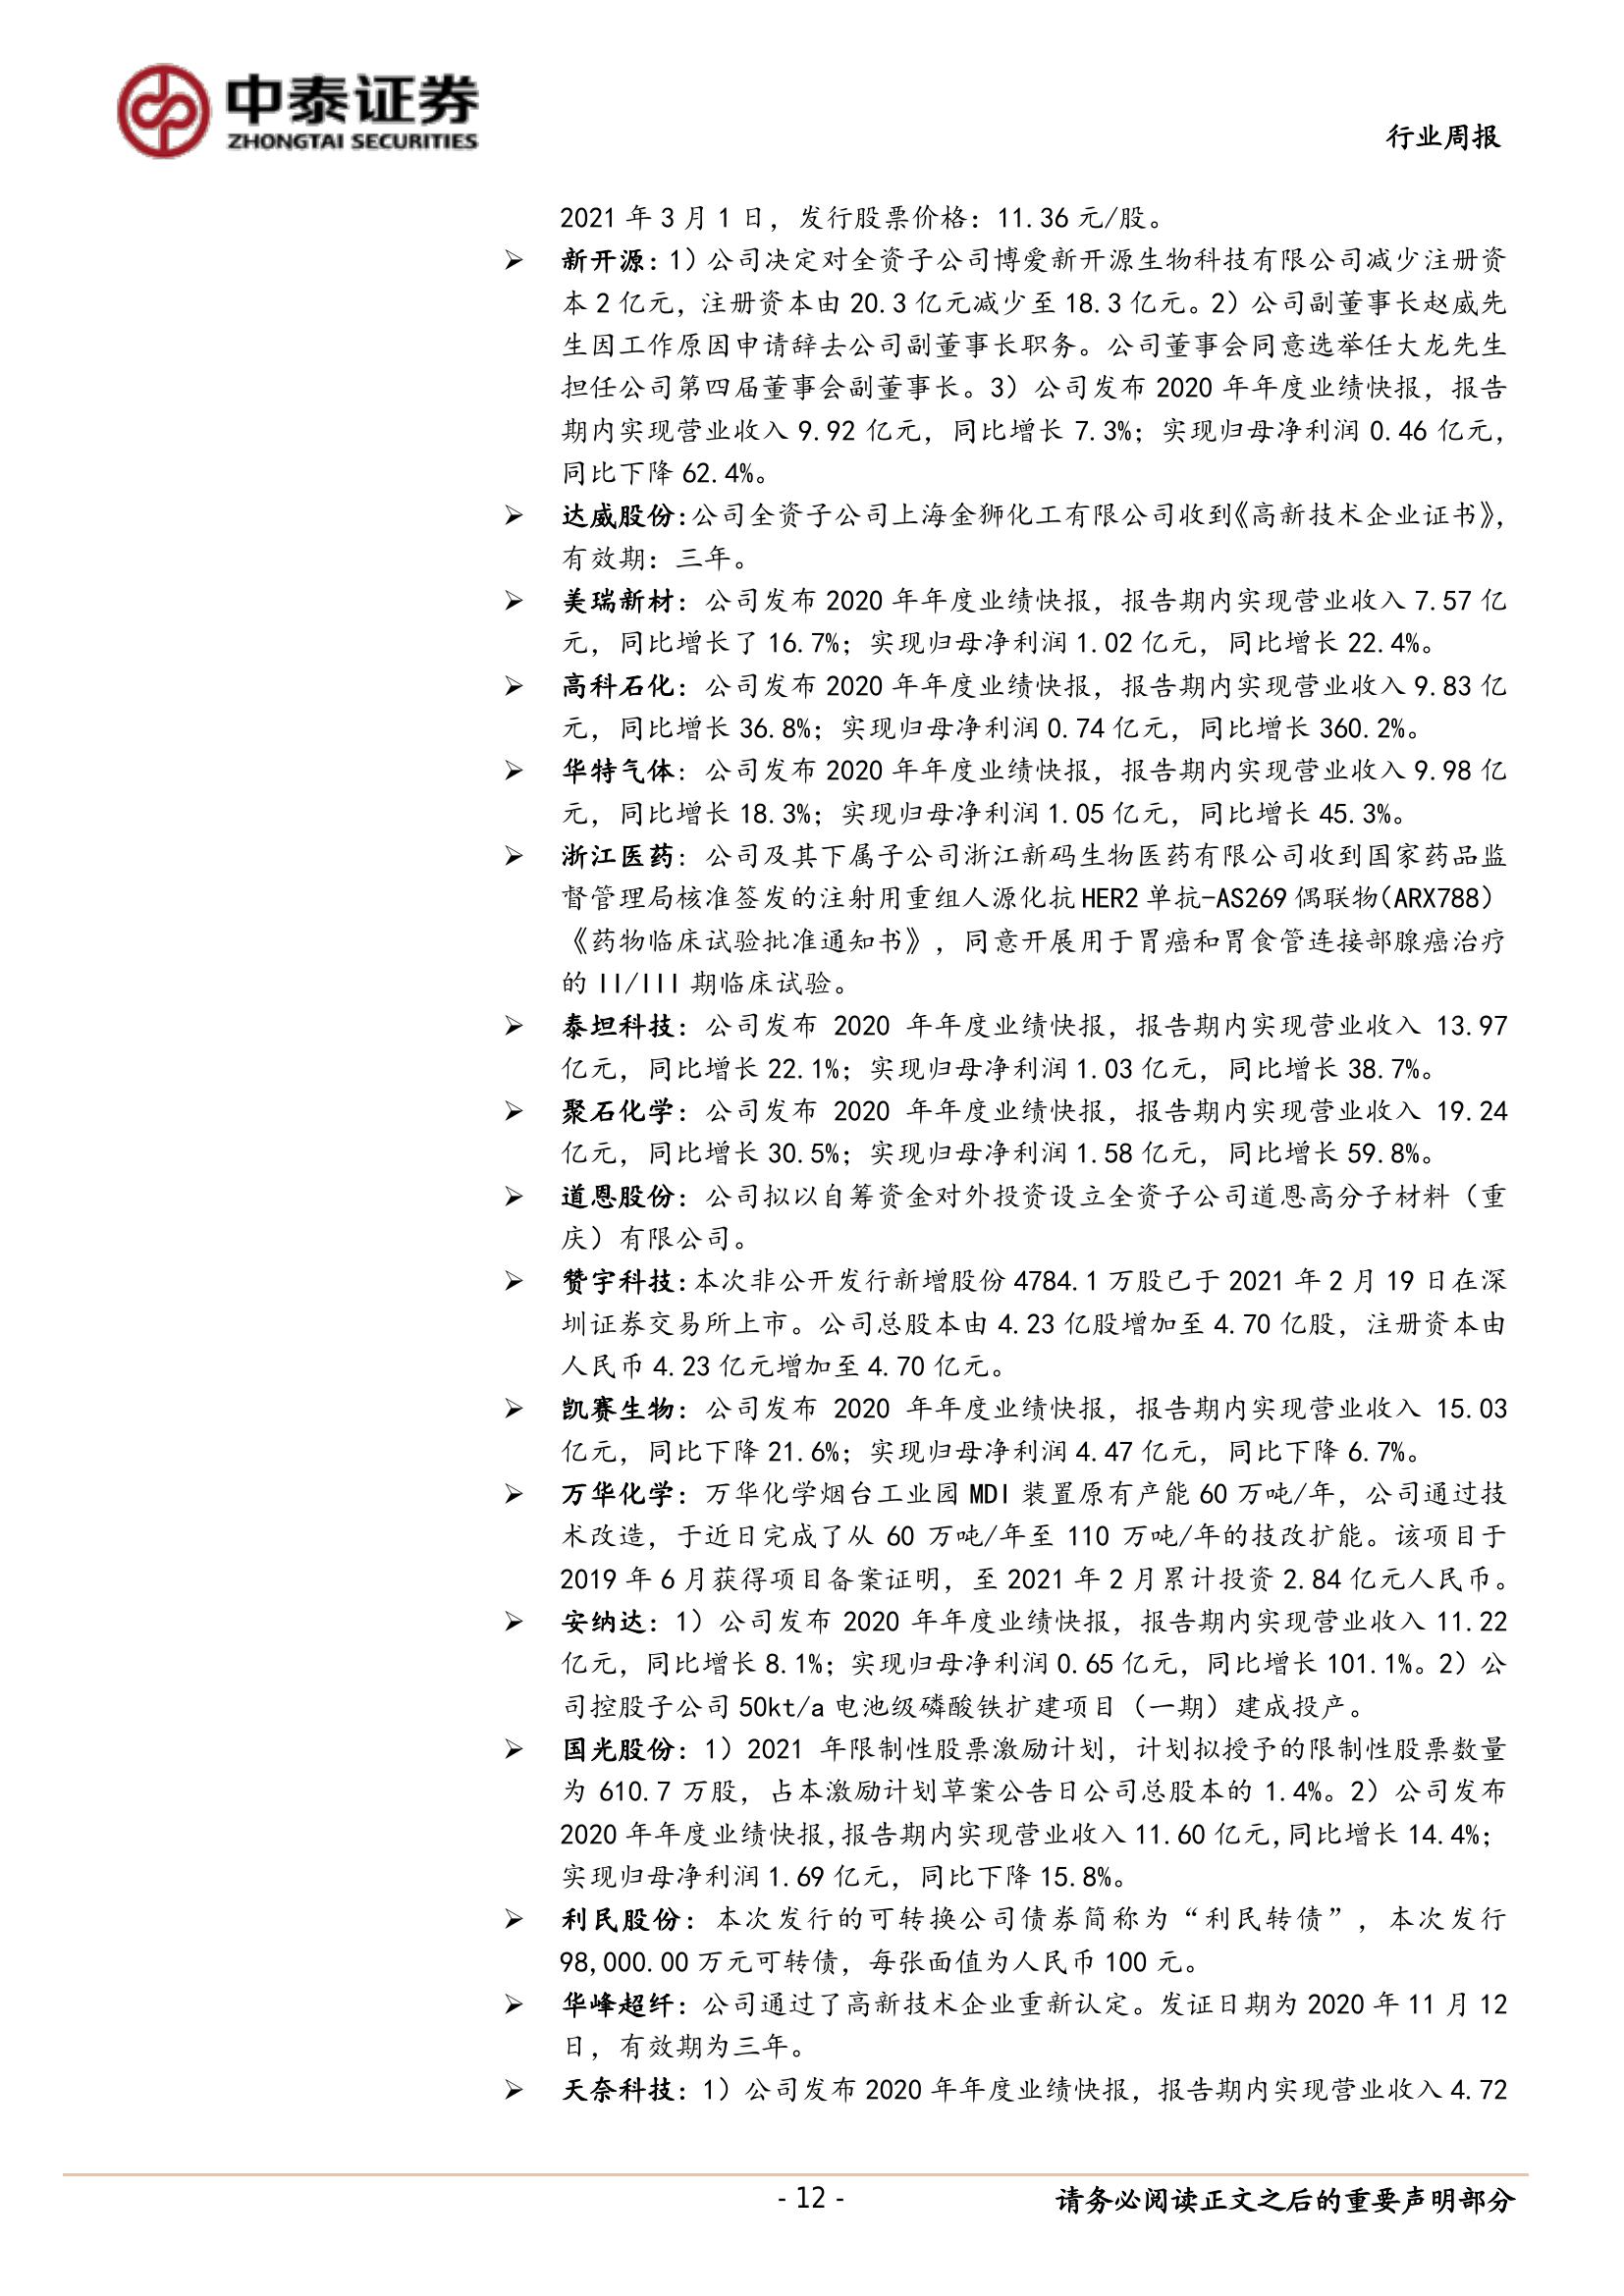 中泰证券
ZHONGTAI SECURITIES
行业周报
2021 年 3 月 1 日，发行股票价格：11.36 元/股。
➢ 新开源：1）公司决定对全资子公司博爱新开源生物科技有限公司减少注册资
本 2 亿元，注册资本由 20.3 亿元减少至 18.3 亿元。2）公司副董事长赵威先
生因工作原因申请辞去公司副董事长职务。公司董事会同意选举任大龙先生
担任公司第四届董事会副董事长。3）公司发布 2020 年年度业绩快报，报告
期内实现营业收入 9.92 亿元，同比增长 7.3%；实现归母净利润 0.46 亿元，
同比下降 62.4%。
➢ 达威股份：公司全资子公司上海金狮化工有限公司收到《高新技术企业证书》，
有效期：三年。
➢ 美瑞新材：公司发布 2020 年年度业绩快报，报告期内实现营业收入 7.57 亿
元，同比增长了 16.7%；实现归母净利润 1.02 亿元，同比增长 22.4%。
➢ 高科石化：公司发布 2020 年年度业绩快报，报告期内实现营业收入 9.83 亿
元，同比增长 36.8%；实现归母净利润 0.74 亿元，同比增长 360.2%。
➢ 华特气体：公司发布 2020 年年度业绩快报，报告期内实现营业收入 9.98 亿
元，同比增长 18.3%；实现归母净利润 1.05 亿元，同比增长 45.3%。
➢ 浙江医药：公司及其下属子公司浙江新码生物医药有限公司收到国家药品监
督管理局核准签发的注射用重组人源化抗 HER2 单抗-AS269 偶联物（ARX788）
《药物临床试验批准通知书》，同意开展用于胃癌和胃食管连接部腺癌治疗
的 II/III 期临床试验。
➢ 泰坦科技：公司发布 2020 年年度业绩快报，报告期内实现营业收入 13.97
亿元，同比增长 22.1%；实现归母净利润 1.03 亿元，同比增长 38.7%。
➢ 聚石化学：公司发布 2020 年年度业绩快报，报告期内实现营业收入 19.24
亿元，同比增长 30.5%；实现归母净利润 1.58 亿元，同比增长 59.8%。
➢ 道恩股份：公司拟以自筹资金对外投资设立全资子公司道恩高分子材料（重
庆）有限公司。
➢ 赞宇科技：本次非公开发行新增股份 4784.1 万股已于 2021 年 2 月 19 日在深
圳证券交易所上市。公司总股本由 4.23 亿股增加至 4.70 亿股，注册资本由
人民币 4.23 亿元增加至 4.70 亿元。
➢ 凯赛生物：公司发布 2020 年年度业绩快报，报告期内实现营业收入 15.03
亿元，同比下降 21.6%；实现归母净利润 4.47 亿元，同比下降 6.7%。
➢ 万华化学：万华化学烟台工业园 MDI 装置原有产能 60 万吨/年，公司通过技
术改造，于近日完成了从 60 万吨/年至 110 万吨/年的技改扩能。该项目于
2019 年 6 月获得项目备案证明，至 2021 年 2 月累计投资 2.84 亿元人民币。
➢ 安纳达：1）公司发布 2020 年年度业绩快报，报告期内实现营业收入 11.22
亿元，同比增长 8.1%；实现归母净利润 0.65 亿元，同比增长 101.1%。2）公
司控股子公司 50kt/a 电池级磷酸铁扩建项目（一期）建成投产。
➢ 国光股份：1）2021 年限制性股票激励计划，计划拟授予的限制性股票数量
为 610.7 万股，占本激励计划草案公告日公司总股本的 1.4%。2）公司发布
2020 年年度业绩快报，报告期内实现营业收入 11.60 亿元，同比增长 14.4%；
实现归母净利润 1.69 亿元，同比下降 15.8%。
➢ 利民股份：本次发行的可转换公司债券简称为“利民转债”，本次发行
98,000.00 万元可转债，每张面值为人民币 100 元。
➢ 华峰超纤：公司通过了高新技术企业重新认定。发证日期为 2020 年 11 月 12
日，有效期为三年。
➢ 天奈科技：1）公司发布 2020 年年度业绩快报，报告期内实现营业收入 4.72
- 12 -
请务必阅读正文之后的重要声明部分